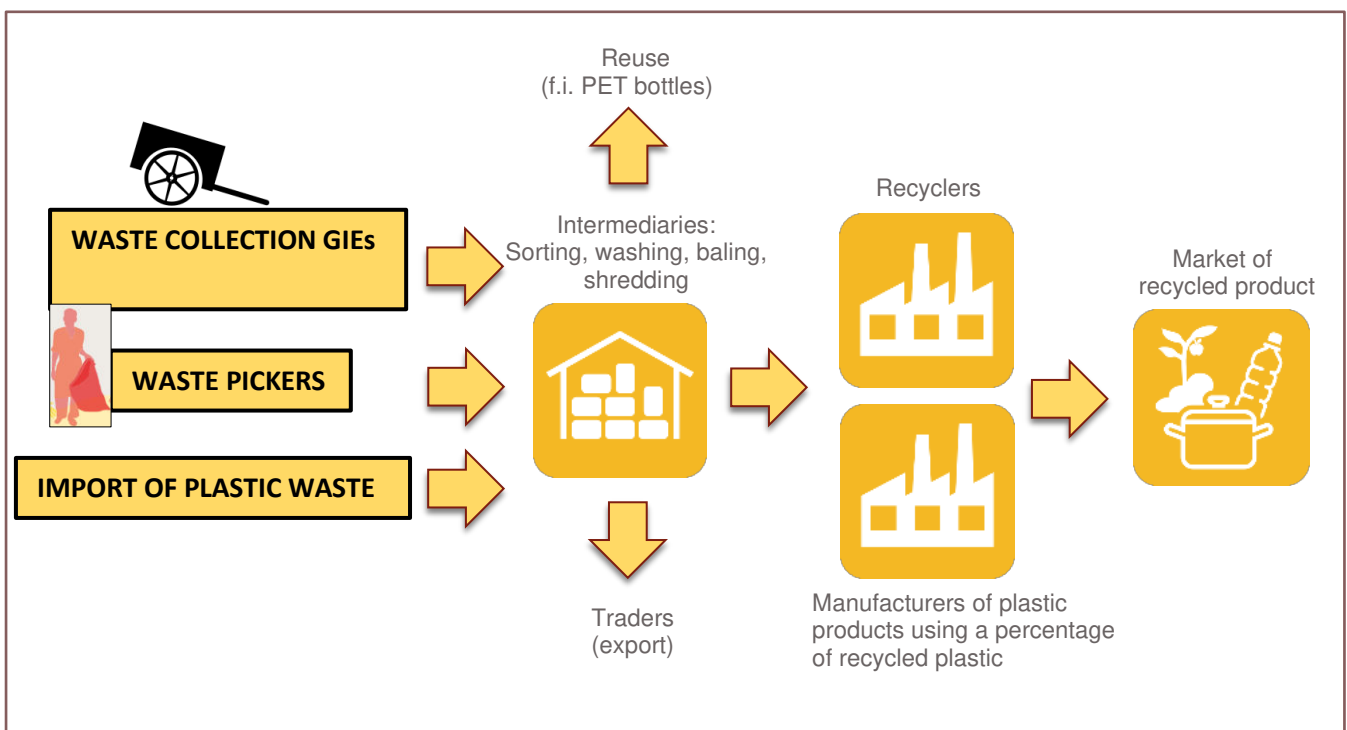 Reuse
(f.i. PET bottles)
WASTE COLLECTION GIEs
WASTE PICKERS
IMPORT OF PLASTIC WASTE
Intermediaries:
Sorting, washing, baling,
shredding
Traders
(export)
Recyclers
Manufacturers of plastic
products using a percentage
of recycled plastic
Market of
recycled product